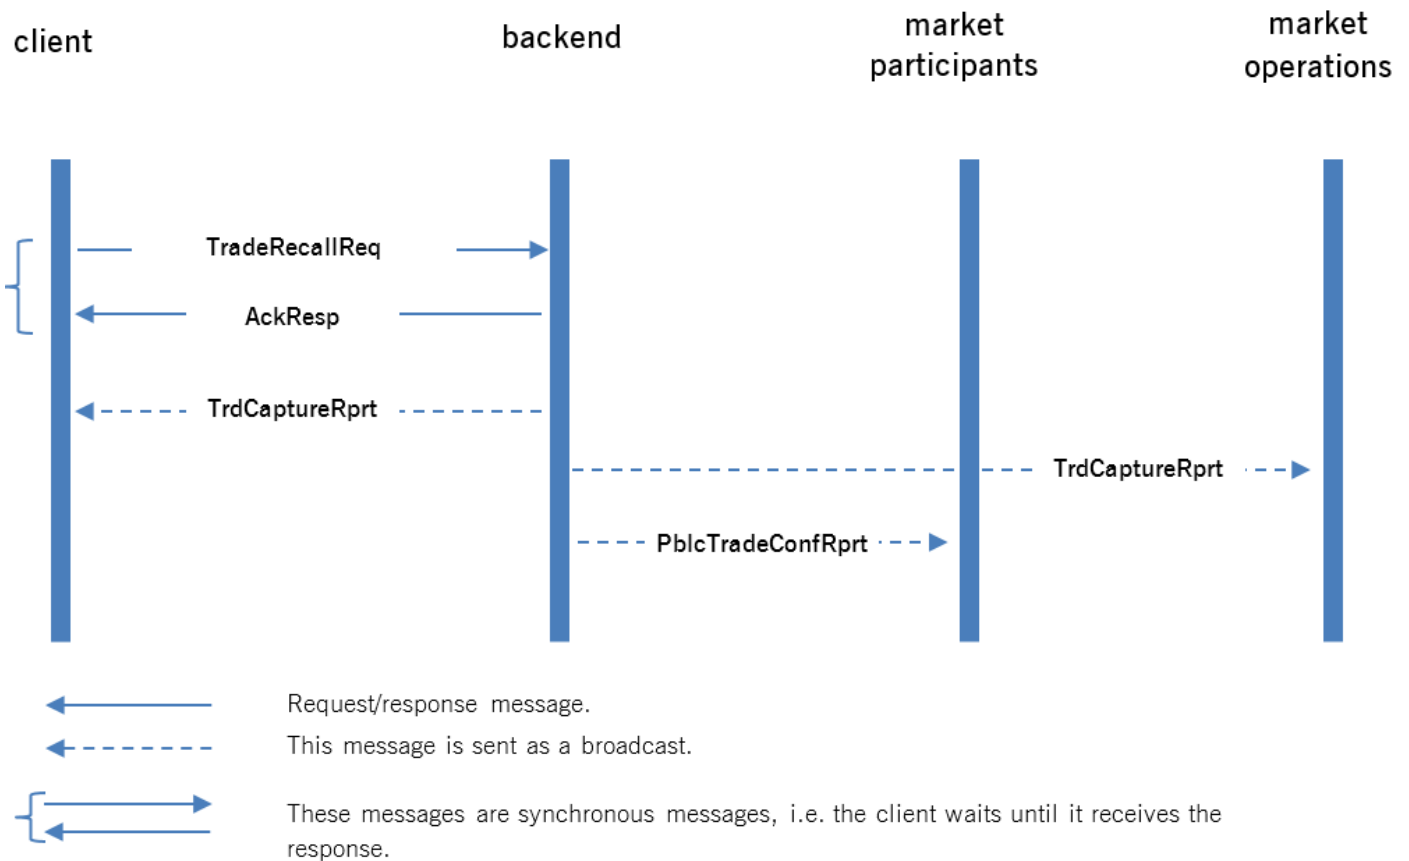 client
backend
market
participants
market
operations
TradeRecallReq
AckResp
TrdCaptureRprt
TrdCaptureRprt
PblcTradeConfRprt
Request/response message.
This message is sent as a broadcast.
These messages are synchronous messages, i.e. the client waits until it receives the
response.